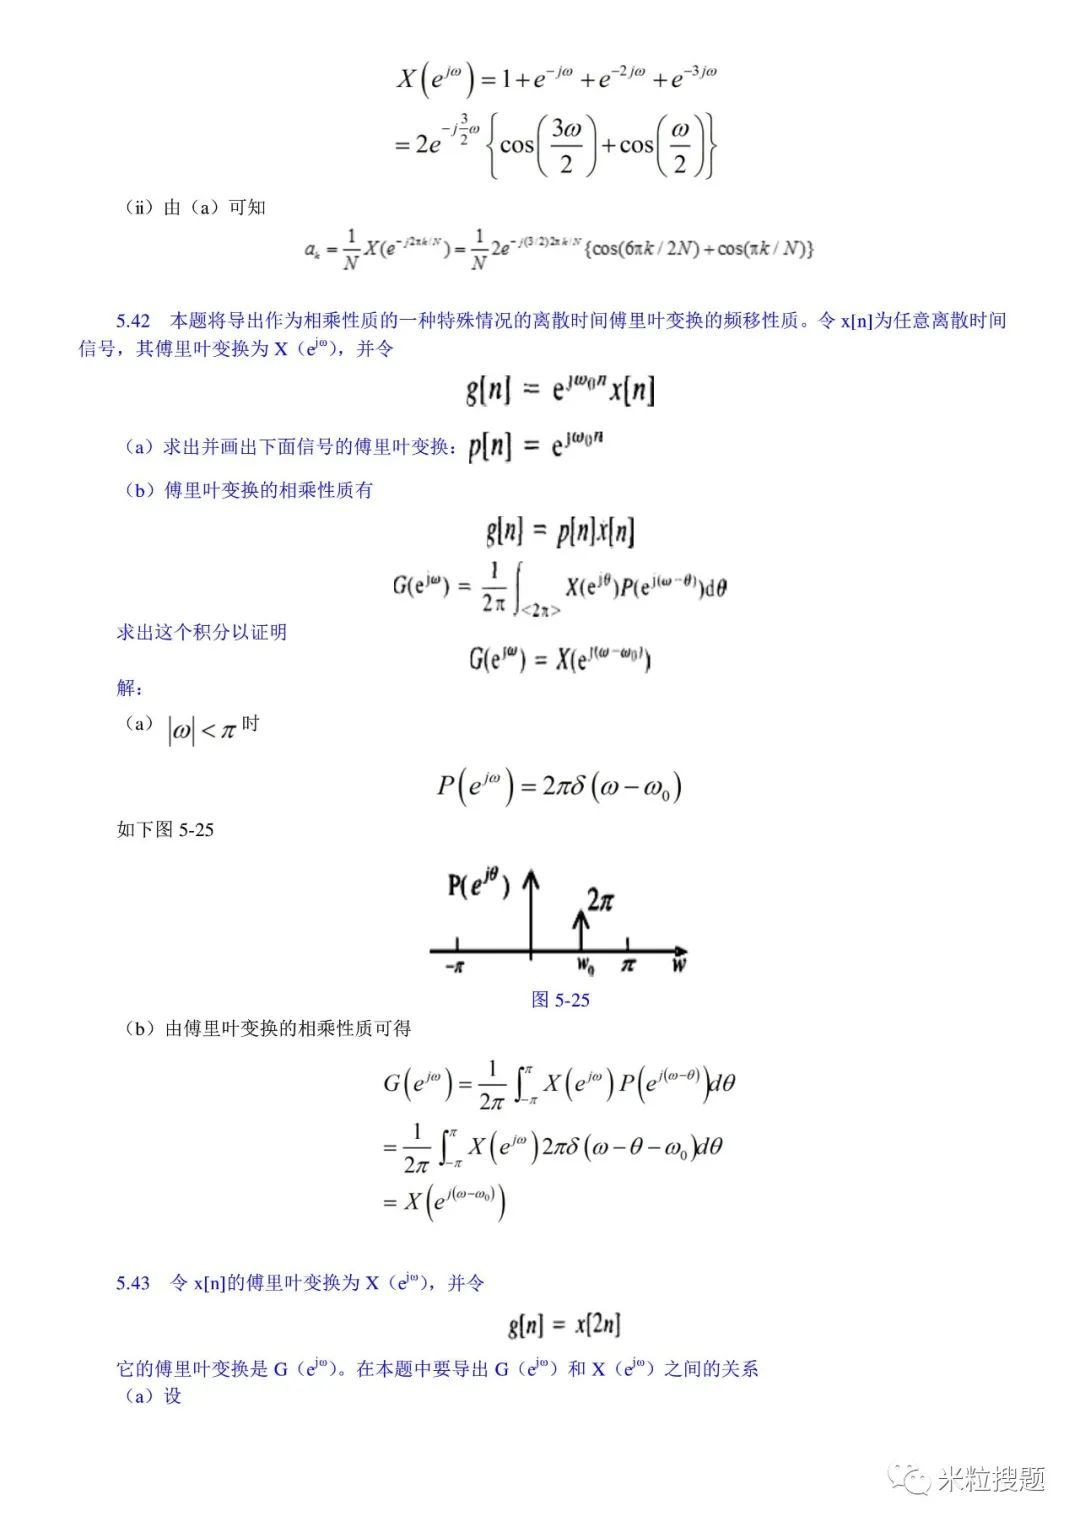 X(e^{jω}) = 1 + e^{-jω} + e^{-2jω} + e^{-3jω}
= 2e^{-j\frac{3}{2}ω} {cos(\frac{3ω}{2}) + cos(\frac{ω}{2})}
（ii）由（a）可知
a_k = \frac{1}{N} X(e^{-j2πk/N}) = \frac{1}{N} 2e^{-j(3/2)2πk/N} {cos(6πk/2N) + cos(πk/N)}
5.42 本题将导出作为相乘性质的一种特殊情况的离散时间傅里叶变换的频移性质。令 x[n]为任意离散时间
信号，其傅里叶变换为 X（e^{jω}），并令
g[n] = e^{jω_0n}x[n]
（a）求出并画出下面信号的傅里叶变换：p[n] = e^{jω_0n}
（b）傅里叶变换的相乘性质有
g[n] = p[n]x[n]
G(e^{jω}) = \frac{1}{2π} ∫_{<2π>} X(e^{jθ})P(e^{j(ω-θ)})dθ
求出这个积分以证明
G(e^{jω}) = X(e^{j(ω-ω_0)})
解：
（a）|ω| < π 时
P(e^{jω}) = 2πδ(ω - ω_0)
如下图 5-25
P(e^{jθ}) 2π
-π w_0 π w
图 5-25
（b）由傅里叶变换的相乘性质可得
G(e^{jω}) = \frac{1}{2π} ∫_{-π}^{π} X(e^{jω}) P(e^{j(ω-θ)})dθ
= \frac{1}{2π} ∫_{-π}^{π} X(e^{jω}) 2πδ(ω - θ - ω_0)dθ
= X(e^{j(ω-ω_0)})
5.43 令 x[n]的傅里叶变换为 X（e^{jω}），并令
g[n] = x[2n]
它的傅里叶变换是 G（e^{jω}）。在本题中要导出 G（e^{jω}）和 X（e^{jω}）之间的关系
（a）设
米粒搜题